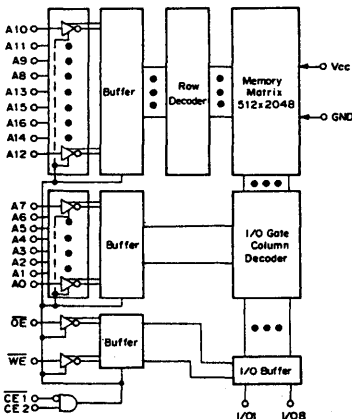 A10
A11
A9
A8
A13
A15
A16
A14
A12
Buffer
Row
Decoder
Memory
Matrix
512x2048
Vcc
GND
A7
A6
A5
A4
A3
A2
A1
A0
Buffer
I/O Gate
Column
Decoder
OE
WE
Buffer
I/O Buffer
CE1
CE2
I/O1
I/O8